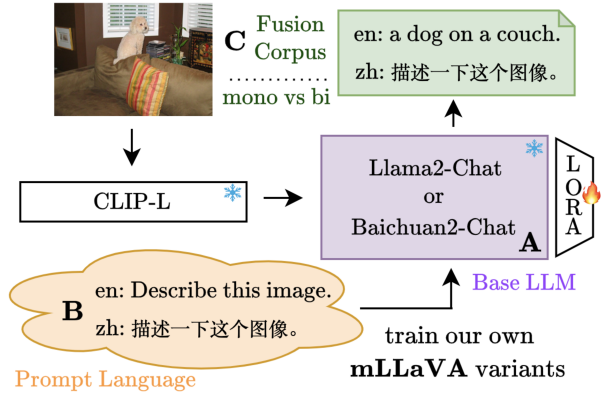 C Fusion
Corpus
mono vs bi
en: a dog on a couch.
zh: 描述一下这个图像。
CLIP-L
Llama2-Chat
or
Baichuan2-Chat
A
LORA
Base LLM
B
en: Describe this image.
zh: 描述一下这个图像。
Prompt Language
train our own
mLLaVA variants